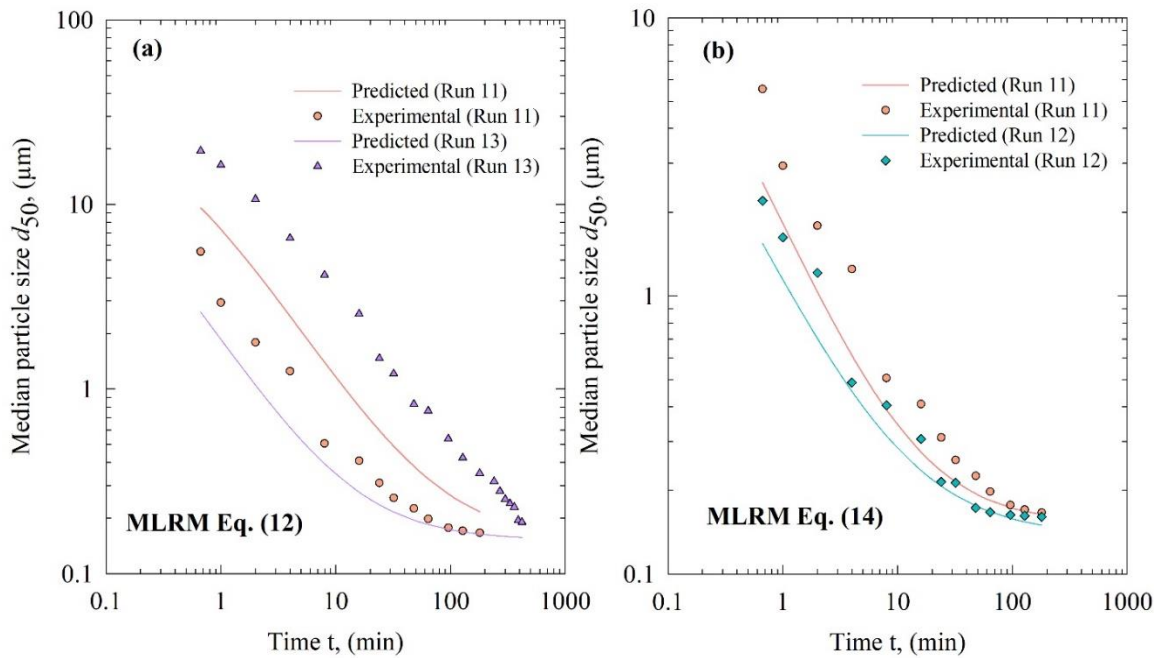 (a)
Predicted (Run 11)
Experimental (Run 11)
Predicted (Run 13)
Experimental (Run 13)
MLRM Eq. (12)
Median particle size d50, (μm)
100
10
1
0.1
0.1
1
10
100
1000
Time t, (min)
(b)
Predicted (Run 11)
Experimental (Run 11)
Predicted (Run 12)
Experimental (Run 12)
MLRM Eq. (14)
Median particle size d50, (μm)
10
1
0.1
0.1
1
10
100
1000
Time t, (min)